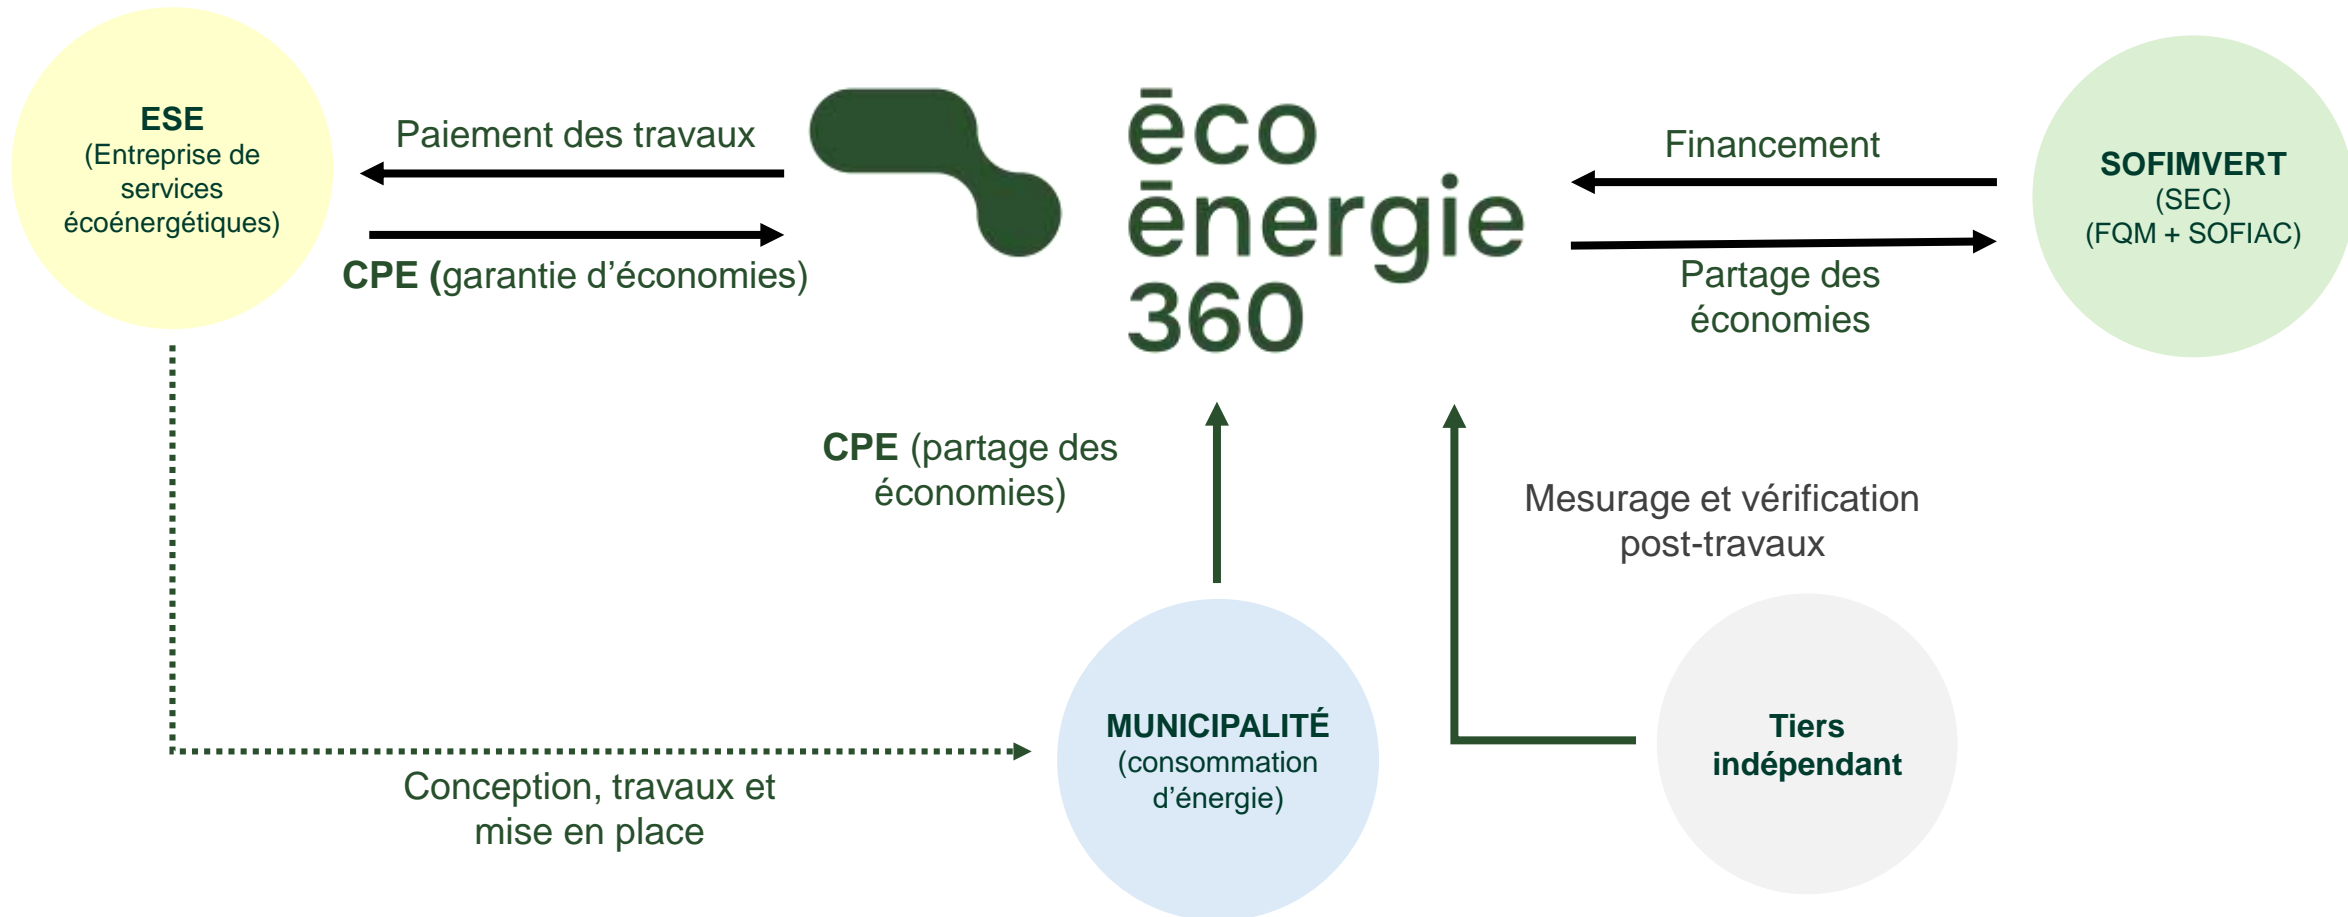 ESE
(Entreprise de
services
écoénergétiques)
Paiement des travaux
CPE (garantie d’économies)
ēco
ēnergie
360
Financement
Partage des
économies
SOFIMVERT
(SEC)
(FQM + SOFIAC)
CPE (partage des
économies)
Mesurage et vérification
post-travaux
Conception, travaux et
mise en place
MUNICIPALITÉ
(consommation
d’énergie)
Tiers
indépendant